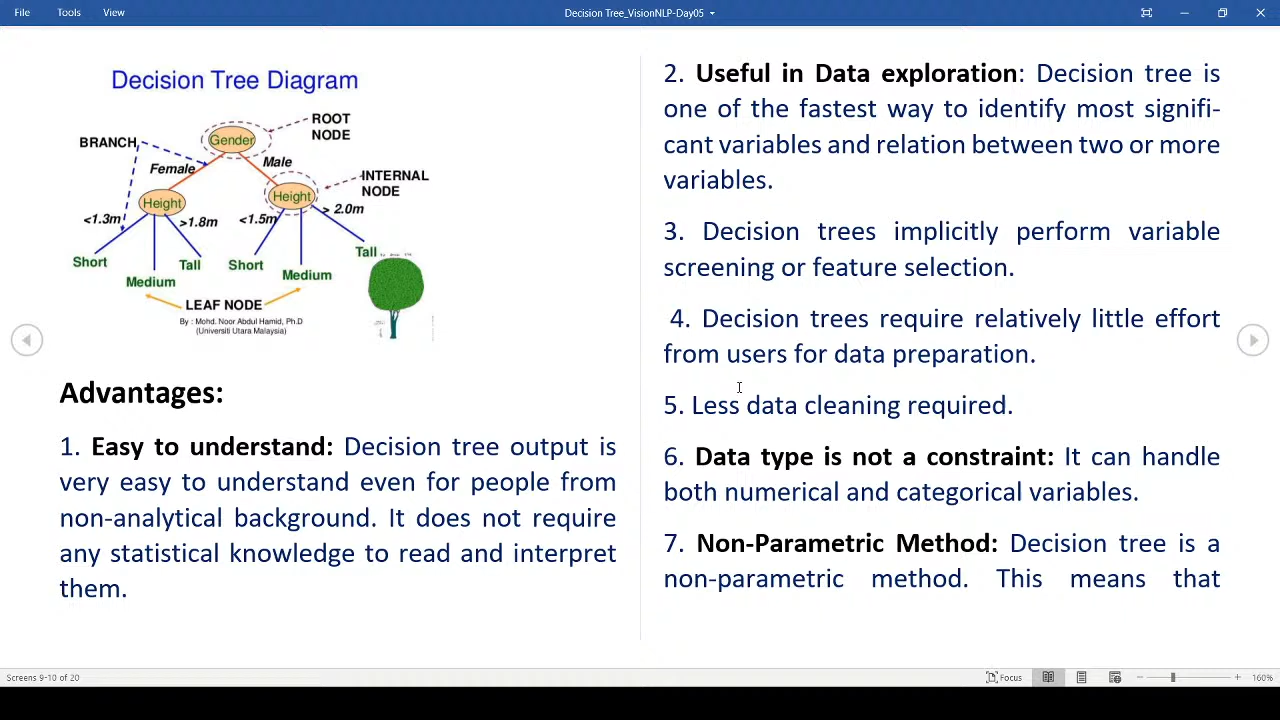 File Tools View Decision Tree_VisionNLP-Day05
Decision Tree Diagram
ROOT
NODE
Gender
BRANCH
Female
Male
INTERNAL
NODE
Height
Height
<1.3m
>1.8m
<1.5m
> 2.0m
Short
Medium
Tall
Short
Medium
Tall
LEAF NODE
By : Mohd. Noor Abdul Hamid, Ph.D
(Universiti Utara Malaysia)
Advantages:
1. Easy to understand: Decision tree output is
very easy to understand even for people from
non-analytical background. It does not require
any statistical knowledge to read and interpret
them.
2. Useful in Data exploration: Decision tree is
one of the fastest way to identify most signifi-
cant variables and relation between two or more
variables.
3. Decision trees implicitly perform variable
screening or feature selection.
4. Decision trees require relatively little effort
from users for data preparation.
5. Less data cleaning required.
6. Data type is not a constraint: It can handle
both numerical and categorical variables.
7. Non-Parametric Method: Decision tree is a
non-parametric method. This means that
Screens 9-10 of 20
Focus
160%